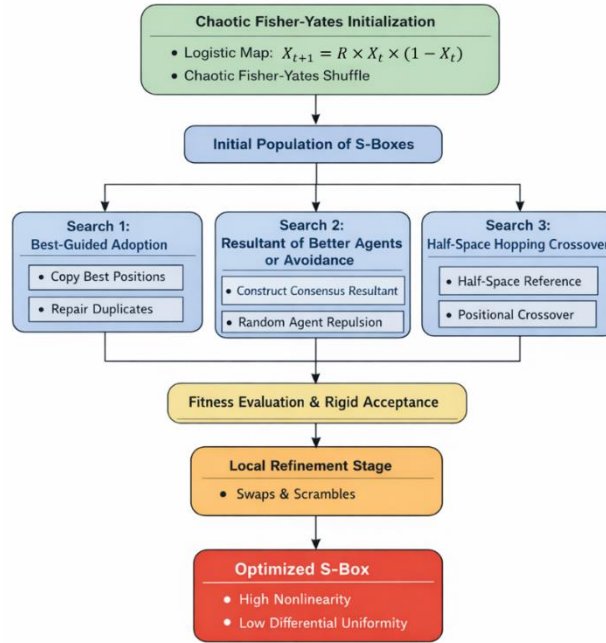 Chaotic Fisher-Yates Initialization
• Logistic Map: X_{t+1} = R × X_t × (1 − X_t)
• Chaotic Fisher-Yates Shuffle
Initial Population of S-Boxes
Search 1:
Best-Guided Adoption
• Copy Best Positions
• Repair Duplicates
Search 2:
Resultant of Better Agents
or Avoidance
• Construct Consensus Resultant
• Random Agent Repulsion
Search 3:
Half-Space Hopping Crossover
• Half-Space Reference
• Positional Crossover
Fitness Evaluation & Rigid Acceptance
Local Refinement Stage
• Swaps & Scrambles
Optimized S-Box
• High Nonlinearity
• Low Differential Uniformity